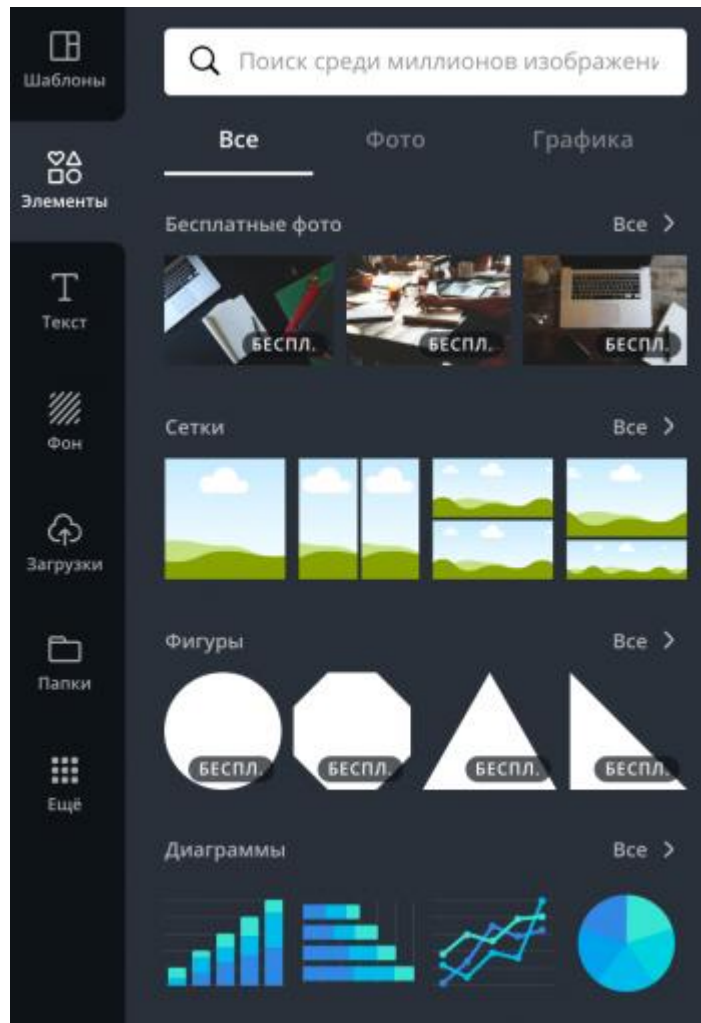 Шаблоны
Элементы
Текст
Фон
Загрузки
Папки
Ещё
Поиск среди миллионов изображени
Все Фото Графика
Бесплатные фото Все
БЕСПЛ. БЕСПЛ. БЕСПЛ.
Сетки Все
Фигуры Все
БЕСПЛ. БЕСПЛ. БЕСПЛ. БЕСПЛ.
Диаграммы Все